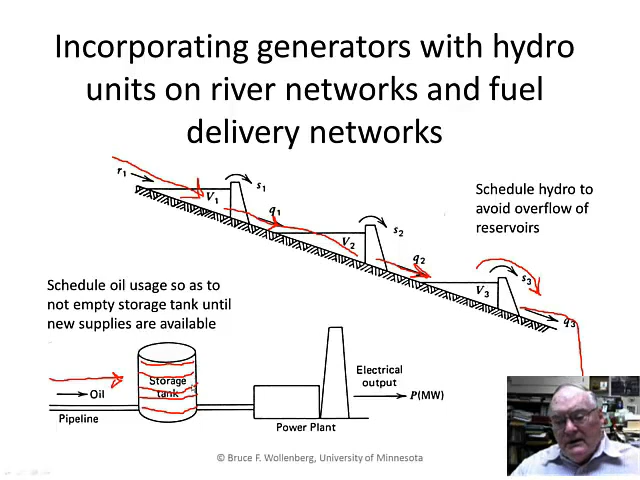 Incorporating generators with hydro
units on river networks and fuel
delivery networks
r1
V1
s1
q1
V2
s2
q2
V3
s3
q3
Schedule hydro to
avoid overflow of
reservoirs
Schedule oil usage so as to
not empty storage tank until
new supplies are available
Storage
tank
Oil
Pipeline
Power Plant
Electrical
output
P(MW)
© Bruce F. Wollenberg, University of Minnesota